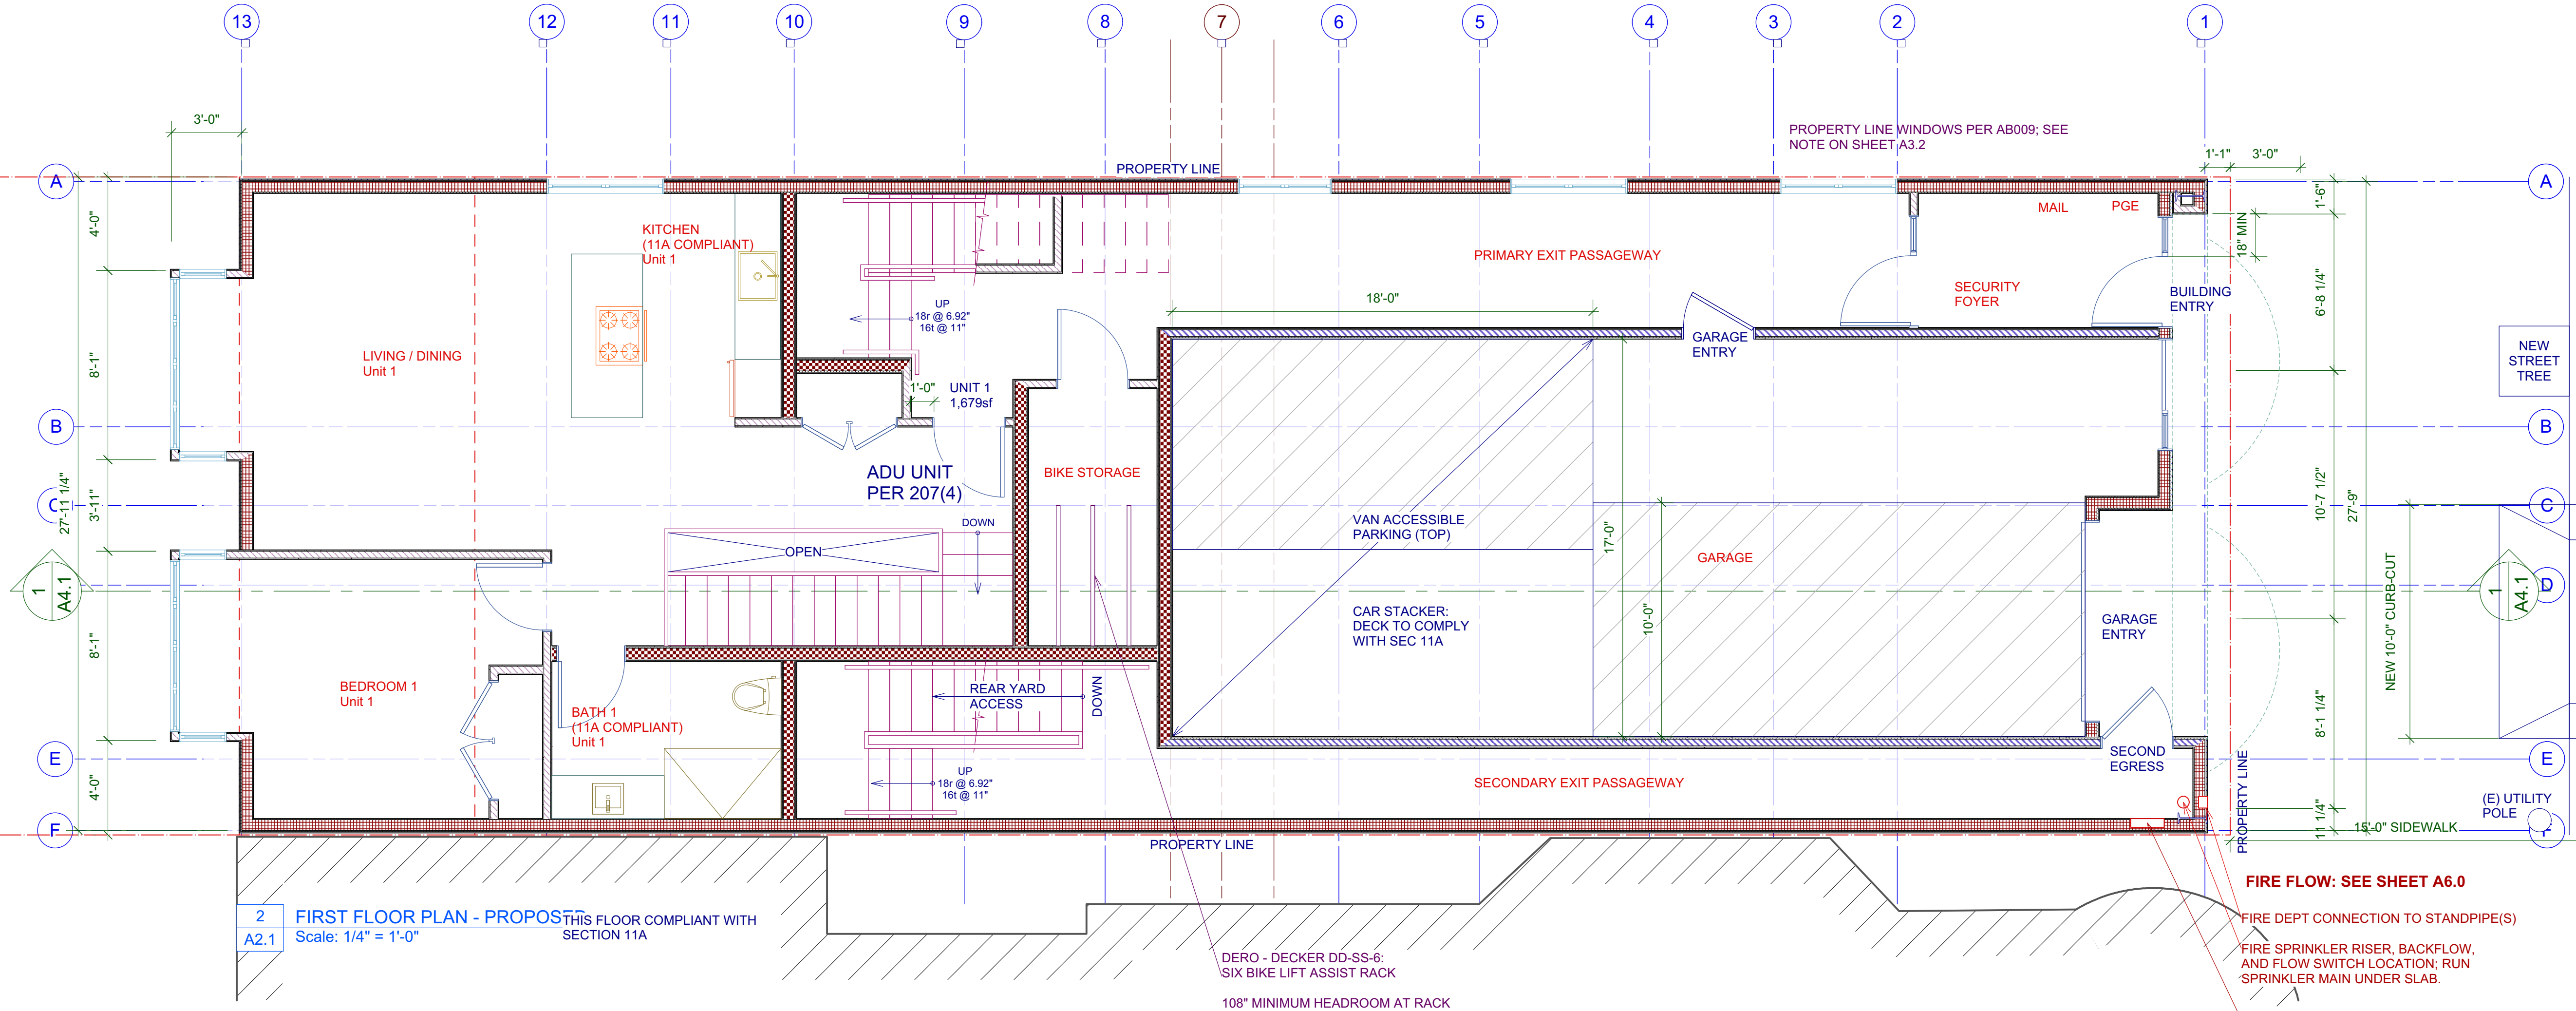 13 12 11 10 9 8 7 6 5 4 3 2 1
3'-0"
PROPERTY LINE WINDOWS PER AB009; SEE
NOTE ON SHEET A3.2
1'-1" 3'-0"
PROPERTY LINE
A
A
4'-0"
KITCHEN
(11A COMPLIANT)
Unit 1
MAIL
PGE
1'-6"
18" MIN
PRIMARY EXIT PASSAGEWAY
SECURITY
FOYER
BUILDING
ENTRY
6'-8 1/4"
UP
18r @ 6.92"
16t @ 11"
18'-0"
GARAGE
ENTRY
NEW
STREET
TREE
8'-1"
LIVING / DINING
Unit 1
1'-0"
UNIT 1
1,679sf
B
B
ADU UNIT
PER 207(4)
BIKE STORAGE
C
27'-11 1/4"
3'-11"
DOWN
OPEN
VAN ACCESSIBLE
PARKING (TOP)
17'-0"
GARAGE
10'-7 1/2"
27'-9"
C
1
A4.1
1
A4.1
D
NEW 10'-0" CURB-CUT
CAR STACKER:
DECK TO COMPLY
WITH SEC 11A
10'-0"
GARAGE
ENTRY
8'-1"
BEDROOM 1
Unit 1
BATH 1
(11A COMPLIANT)
Unit 1
REAR YARD
ACCESS
DOWN
8'-1 1/4"
E
E
SECOND
EGRESS
4'-0"
UP
18r @ 6.92"
16t @ 11"
SECONDARY EXIT PASSAGEWAY
PROPERTY LINE
(E) UTILITY
POLE
F
F
11 1/4"
15'-0" SIDEWALK
PROPERTY LINE
FIRE FLOW: SEE SHEET A6.0
2
A2.1
FIRST FLOOR PLAN - PROPOSED
Scale: 1/4" = 1'-0"
THIS FLOOR COMPLIANT WITH
SECTION 11A
FIRE DEPT CONNECTION TO STANDPIPE(S)
FIRE SPRINKLER RISER, BACKFLOW,
AND FLOW SWITCH LOCATION; RUN
SPRINKLER MAIN UNDER SLAB.
DERO - DECKER DD-SS-6:
SIX BIKE LIFT ASSIST RACK
108" MINIMUM HEADROOM AT RACK